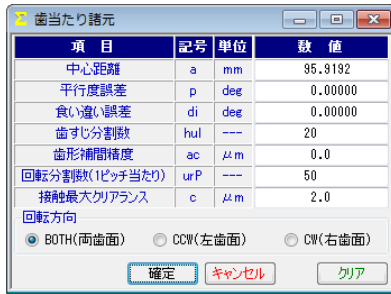 歯当たり諸元
項 目 記号 単位 数 値
中心距離 a mm 95.9192
平行度誤差 p deg 0.00000
食い違い誤差 di deg 0.00000
歯すじ分割数 hul --- 20
歯形補間精度 ac μm 0.0
回転分割数(1ピッチ当たり) urP --- 50
接触最大クリアランス c μm 2.0
回転方向
BOTH(両歯面) CCW(左歯面) CW(右歯面)
確定 キャンセル クリア